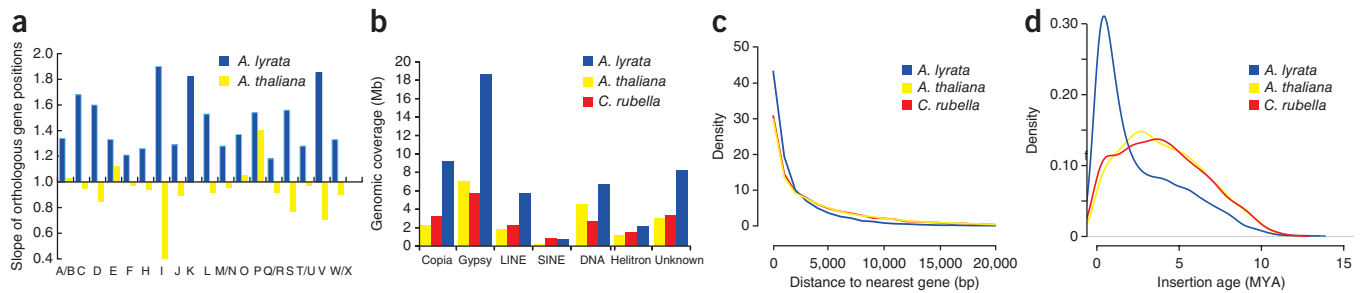 a
Slope of orthologous gene positions
2.0
1.8
1.6
1.4
1.2
1.0
0.8
0.6
0.4
A. lyrata
A. thaliana
A/B C D E F H I J K L M/N O P Q/R S T/U V W/X
b
Genomic coverage (Mb)
20
18
16
14
12
10
8
6
4
2
0
A. lyrata
A. thaliana
C. rubella
Copia Gypsy LINE SINE DNA Helitron Unknown
c
Density
50
40
30
20
10
0
A. lyrata
A. thaliana
C. rubella
0 5,000 10,000 15,000 20,000
Distance to nearest gene (bp)
d
Density
0.30
0.20
0.10
0
A. lyrata
A. thaliana
C. rubella
0 5 10 15
Insertion age (MYA)